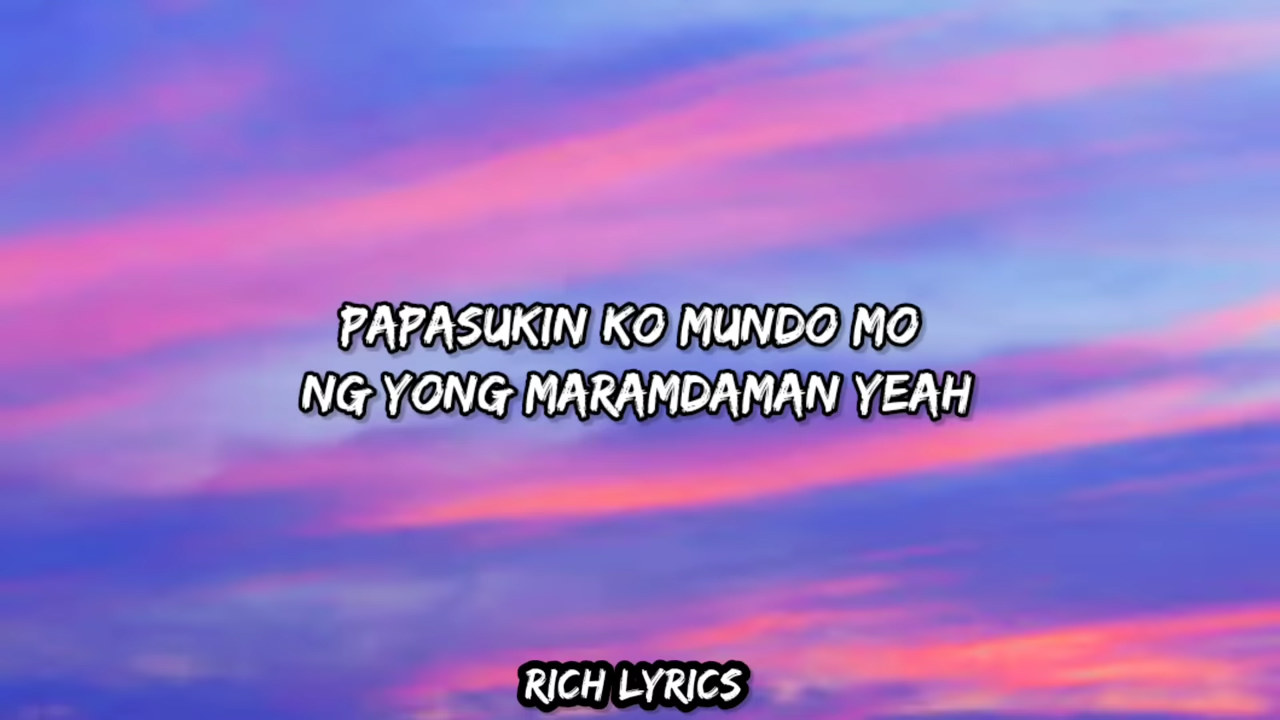 PAPASUKIN KO MUNDO MO
NG YONG MARAMDAMAN YEAH
RICH LYRICS